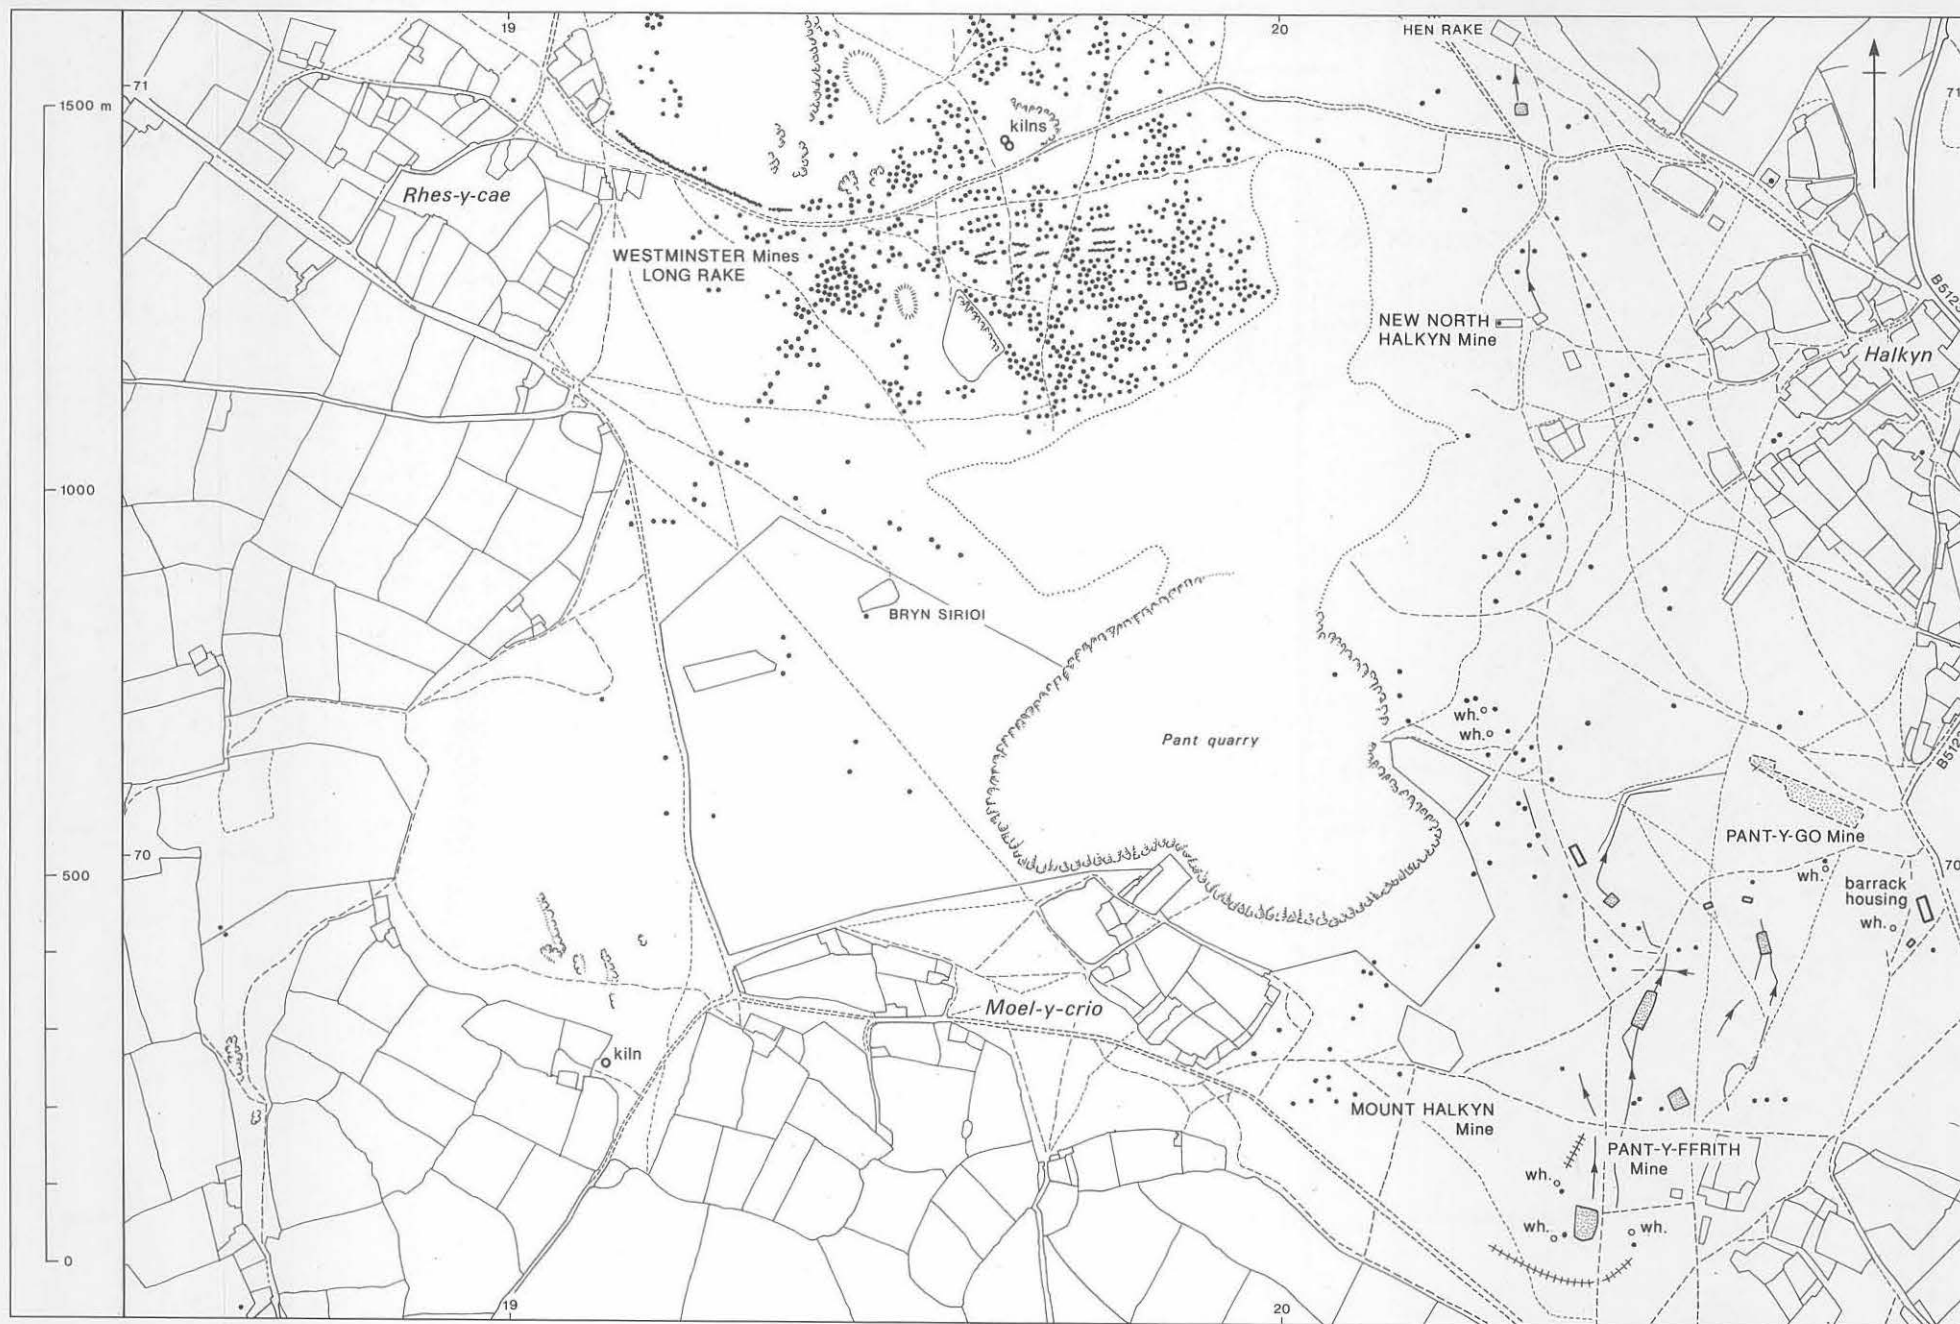 19
20
HEN RAKE
71
71
1500 m
kilns
Rhes-y-cae
WESTMINSTER Mines
LONG RAKE
B512
NEW NORTH
HALKYN Mine
Halkyn
1000
BRYN SIRIOI
wh.
wh.
Pant quarry
B512
PANT-Y-GO Mine
70
500
70
wh.
barrack
housing
wh.
Moel-y-crio
kiln
MOUNT HALKYN
Mine
PANT-Y-FFRITH
Mine
wh.
wh.
wh.
0
19
20